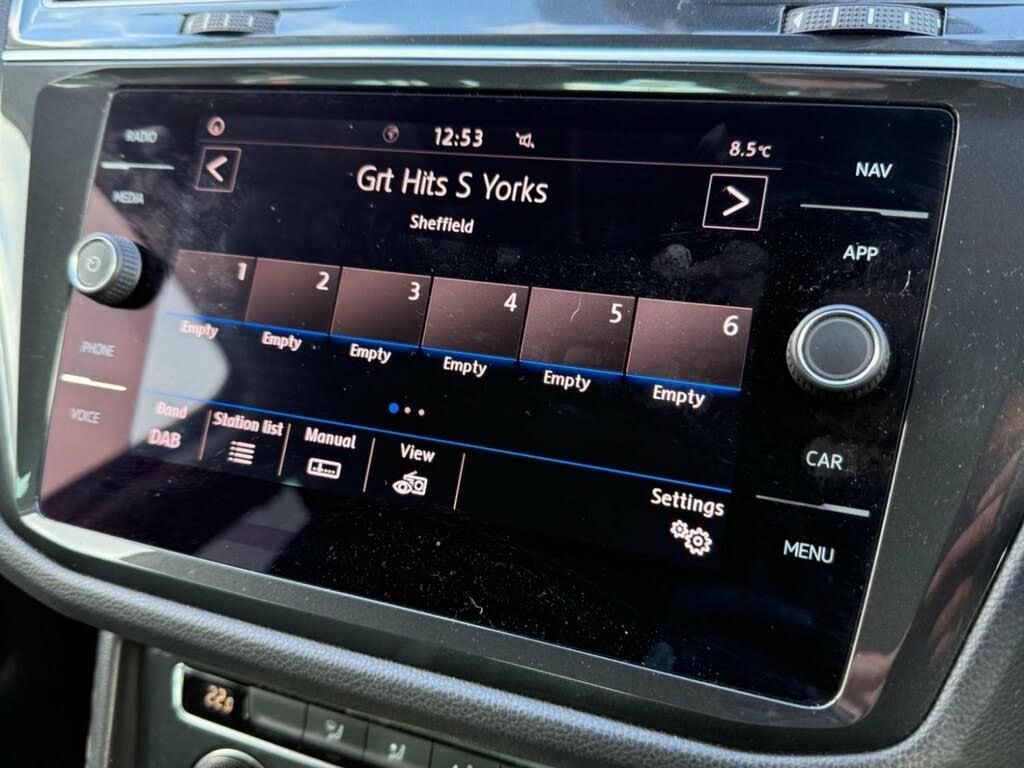 RADIO
MEDIA
PHONE
VOICE
12:53
8.5°C
<
Grt Hits S Yorks
>
Sheffield
1 2 3 4 5 6
Empty Empty Empty Empty Empty Empty
Band Station list Manual View
DAB
Settings
NAV
APP
CAR
MENU
22.0